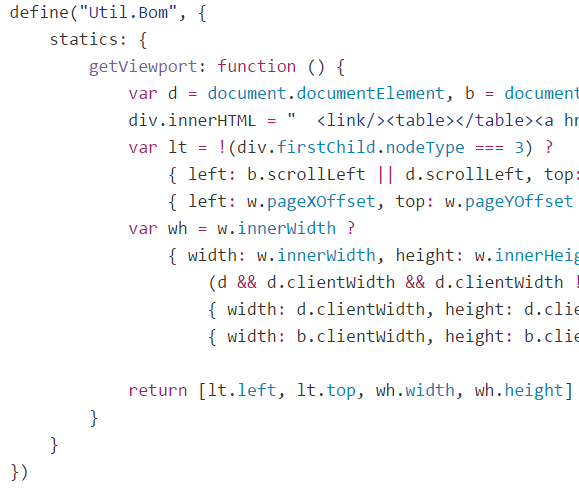 define("Util.Bom", {
    statics: {
        getViewport: function () {
            var d = document.documentElement, b = document
            div.innerHTML = "  <link/><table></table><a hr
            var lt = !(div.firstChild.nodeType === 3) ?
                { left: b.scrollLeft || d.scrollLeft, top:
                { left: w.pageXOffset, top: w.pageYOffset
            var wh = w.innerWidth ?
                { width: w.innerWidth, height: w.innerHeig
                    (d && d.clientWidth && d.clientWidth !
                    { width: d.clientWidth, height: d.clie
                    { width: b.clientWidth, height: b.clie
            return [lt.left, lt.top, wh.width, wh.height]
        }
    }
})